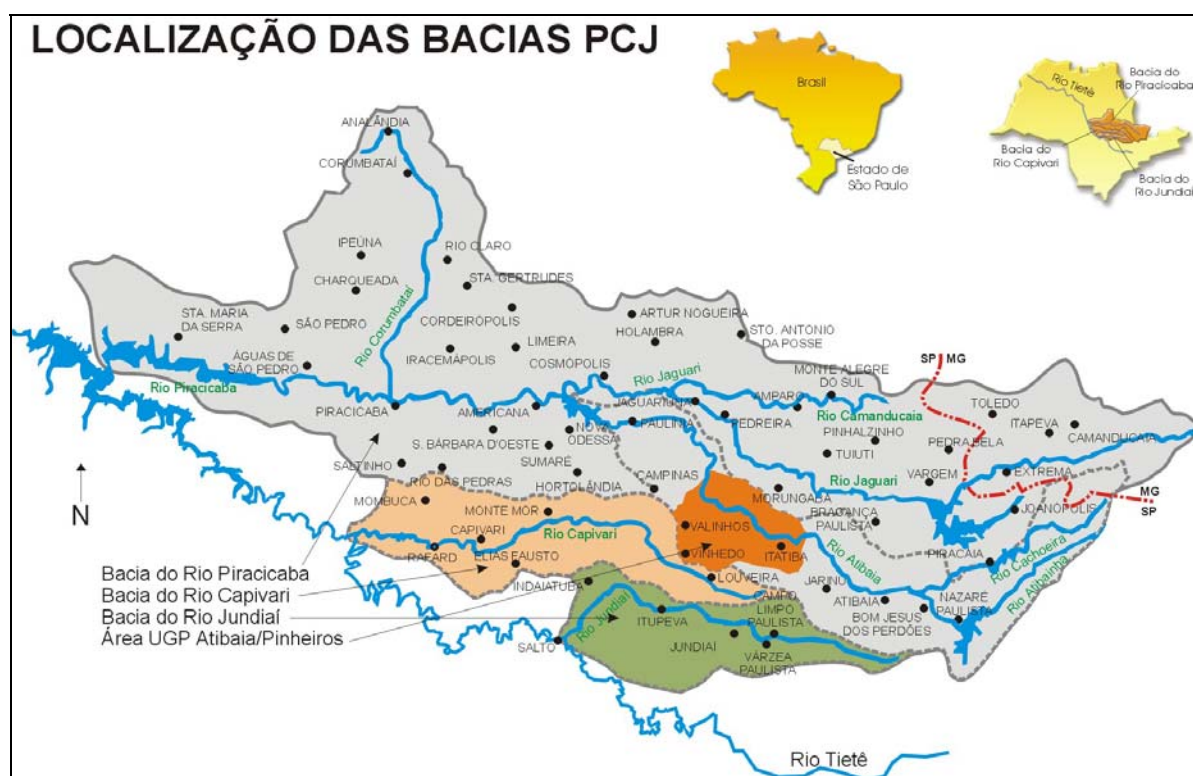 LOCALIZAÇÃO DAS BACIAS PCJ
Brasil
Estado de
São Paulo
Rio Tietê
Bacia do
Rio Piracicaba
Bacia do
Rio Capivari
Bacia do
Rio Jundiaí
ANALÂNDIA
CORUMBATAÍ
IPEÚNA
RIO CLARO
CHARQUEADA
STA. GERTRUDES
Rio Corumbataí
STA. MARIA
DA SERRA
SÃO PEDRO
CORDEIRÓPOLIS
ARTUR NOGUEIRA
HOLAMBRA
STO. ANTONIO
DA POSSE
LIMEIRA
IRACEMÁPOLIS
COSMÓPOLIS
ÁGUAS DE
SÃO PEDRO
Rio Piracicaba
Rio Jaguari
MONTE ALEGRE
DO SUL
SP MG
PIRACICABA
AMERICANA
JAGUARIUNA
AMPARO
Rio Camanducaia
TOLEDO
ITAPEVA
CAMANDUCAIA
PAULÍNIA
PEDREIRA
NOVA
ODESSA
S. BÁRBARA D'OESTE
PINHALZINHO
PEDRA BELA
TUIUTI
SALTINHO
SUMARÉ
HORTOLÂNDIA
CAMPINAS
RIO DAS PEDRAS
MORUNGABA
Rio Jaguari
VARGEM
EXTREMA
MG
SP
N
MOMBUCA
MONTE MOR
BRAGANÇA
PAULISTA
JOANÓPOLIS
CAPIVARI
Rio Capivari
VALINHOS
RAFARD
ELIAS FAUSTO
VINHEDO
ITATIBA
Rio Atibaia
PIRACAIA
Rio Cachoeira
Rio Atibainha
INDAIATUBA
LOUVEIRA
JARINU
ATIBAIA
NAZARÉ
PAULISTA
CAMPO
LIMPO
PAULISTA
BOM JESUS
DOS PERDÕES
Bacia do Rio Piracicaba
Bacia do Rio Capivari
Bacia do Rio Jundiaí
Área UGP Atibaia/Pinheiros
Rio Jundiaí
ITUPEVA
SALTO
JUNDIAÍ
VÁRZEA
PAULISTA
Rio Tietê